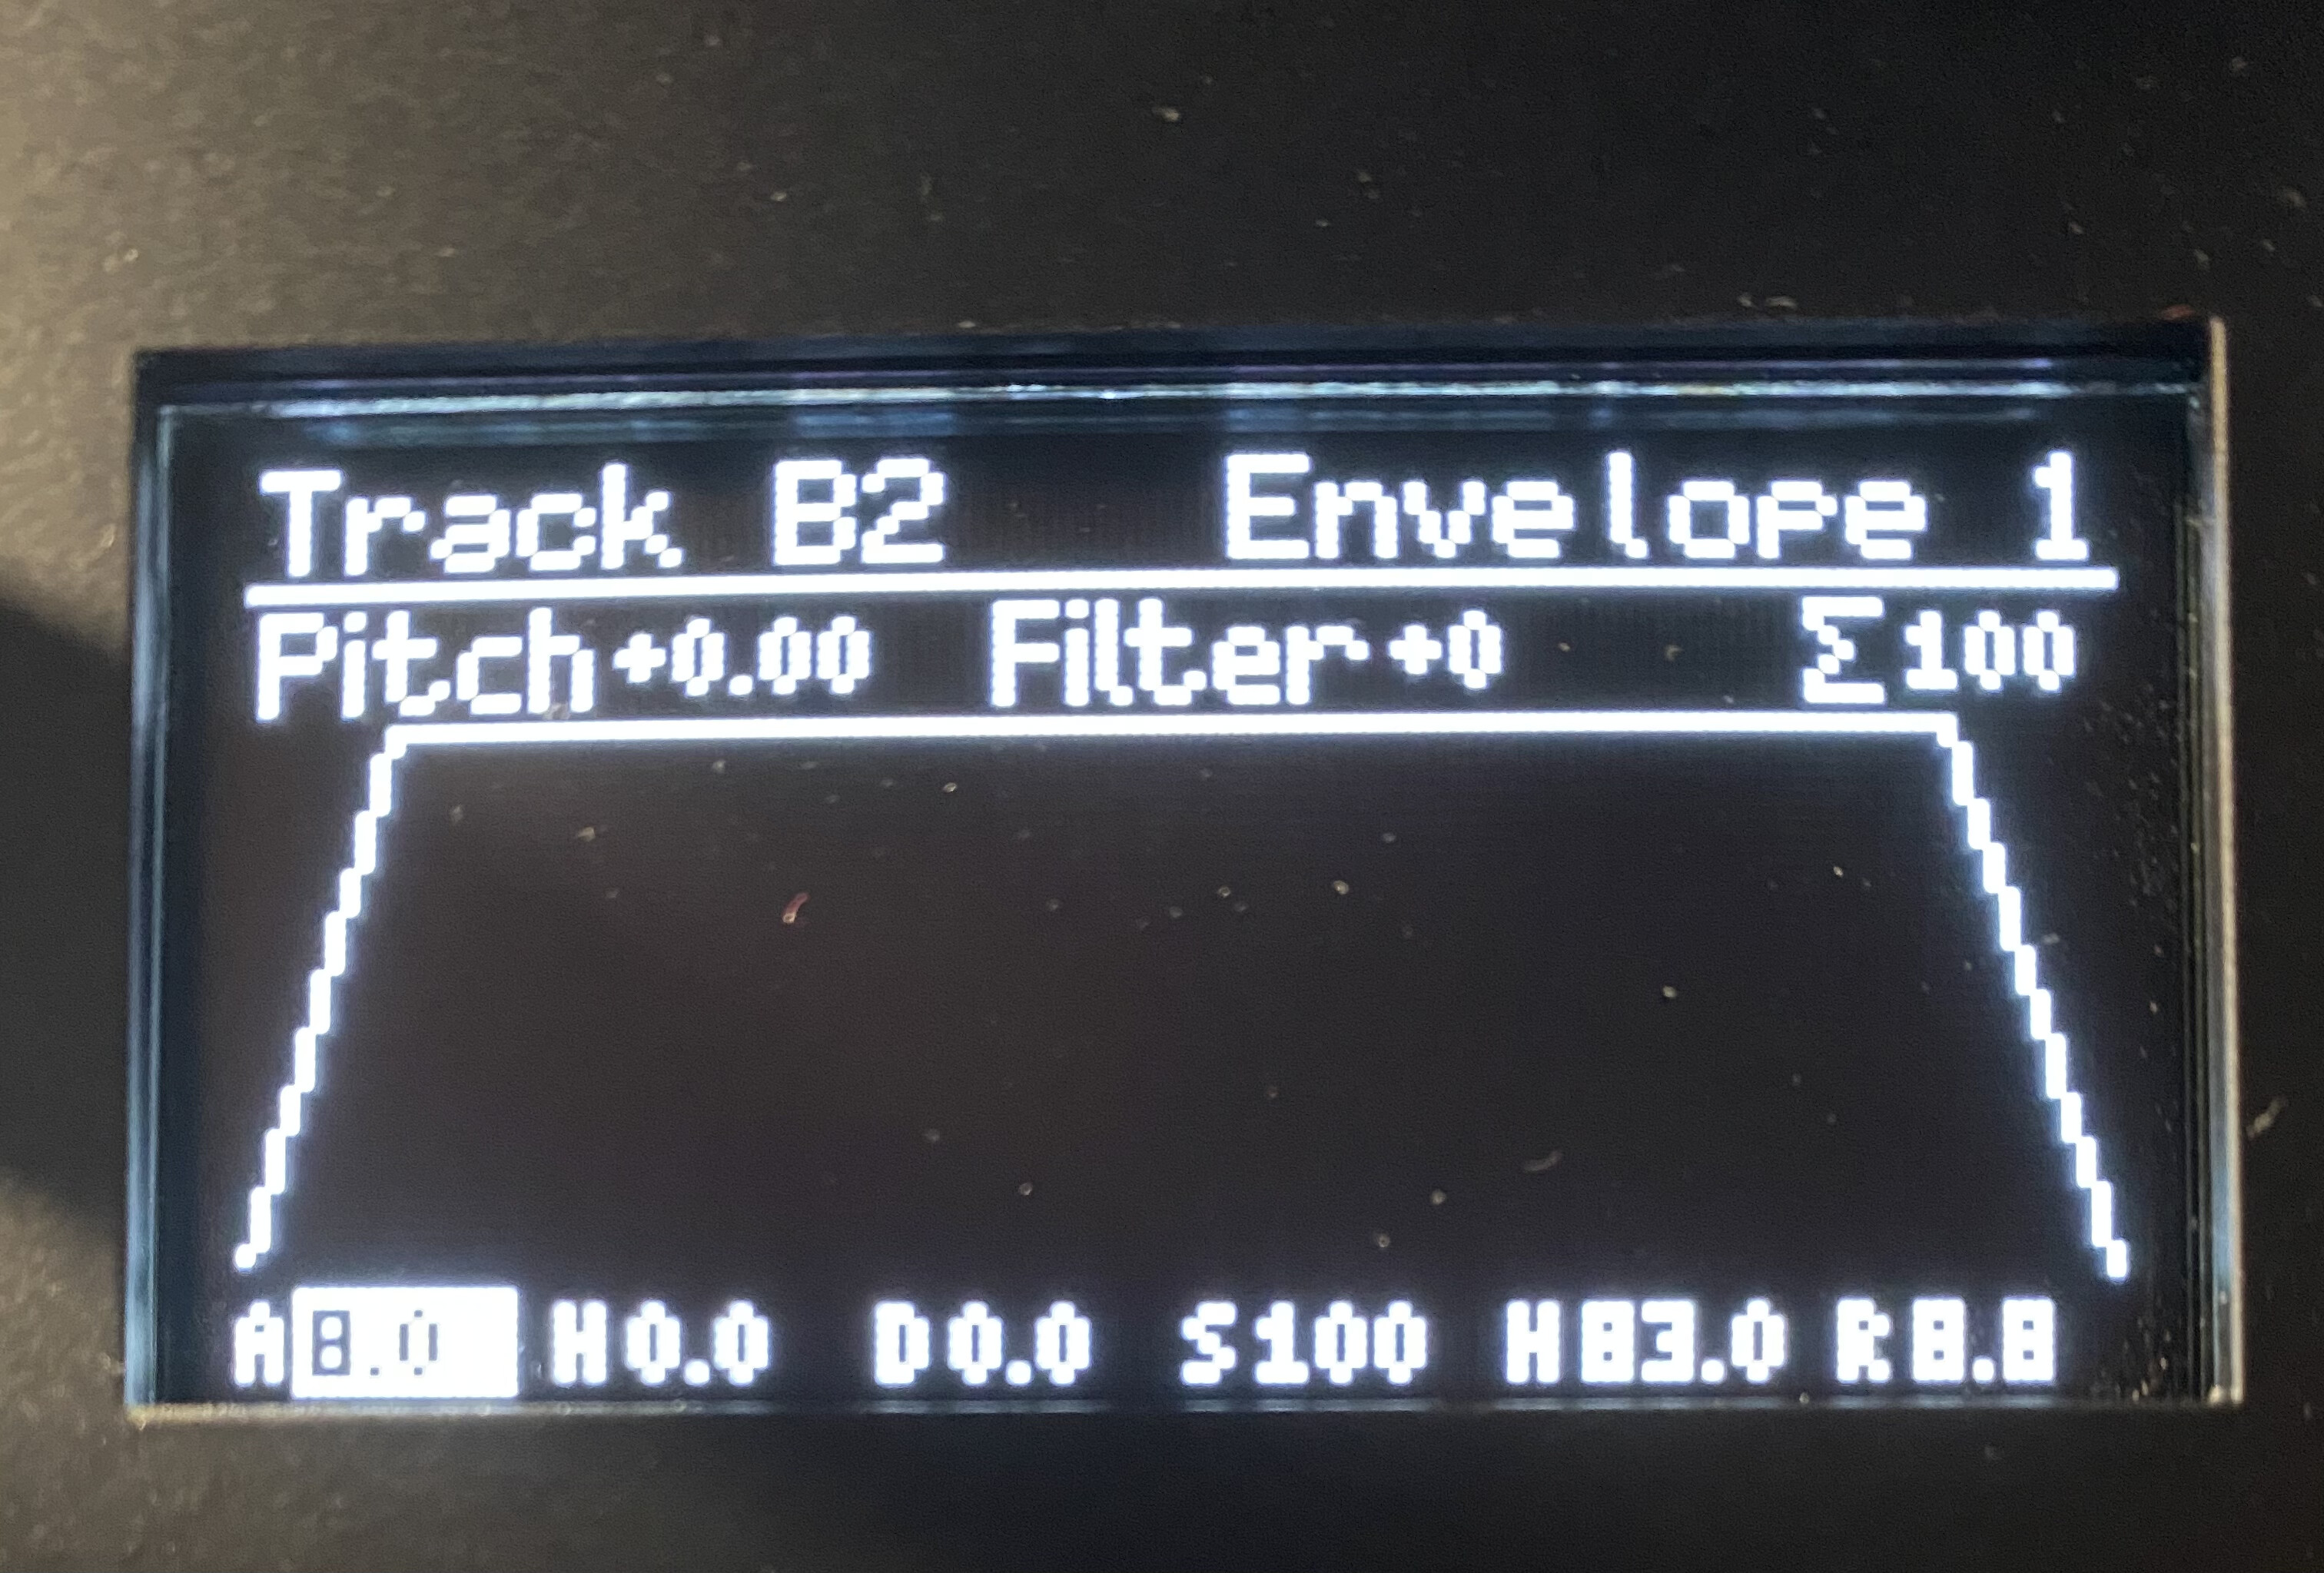 Track B2 Envelope 1
Pitch+0.00 Filter+0 Σ100
A8.0 H0.0 D0.0 S100 H83.0 R8.8